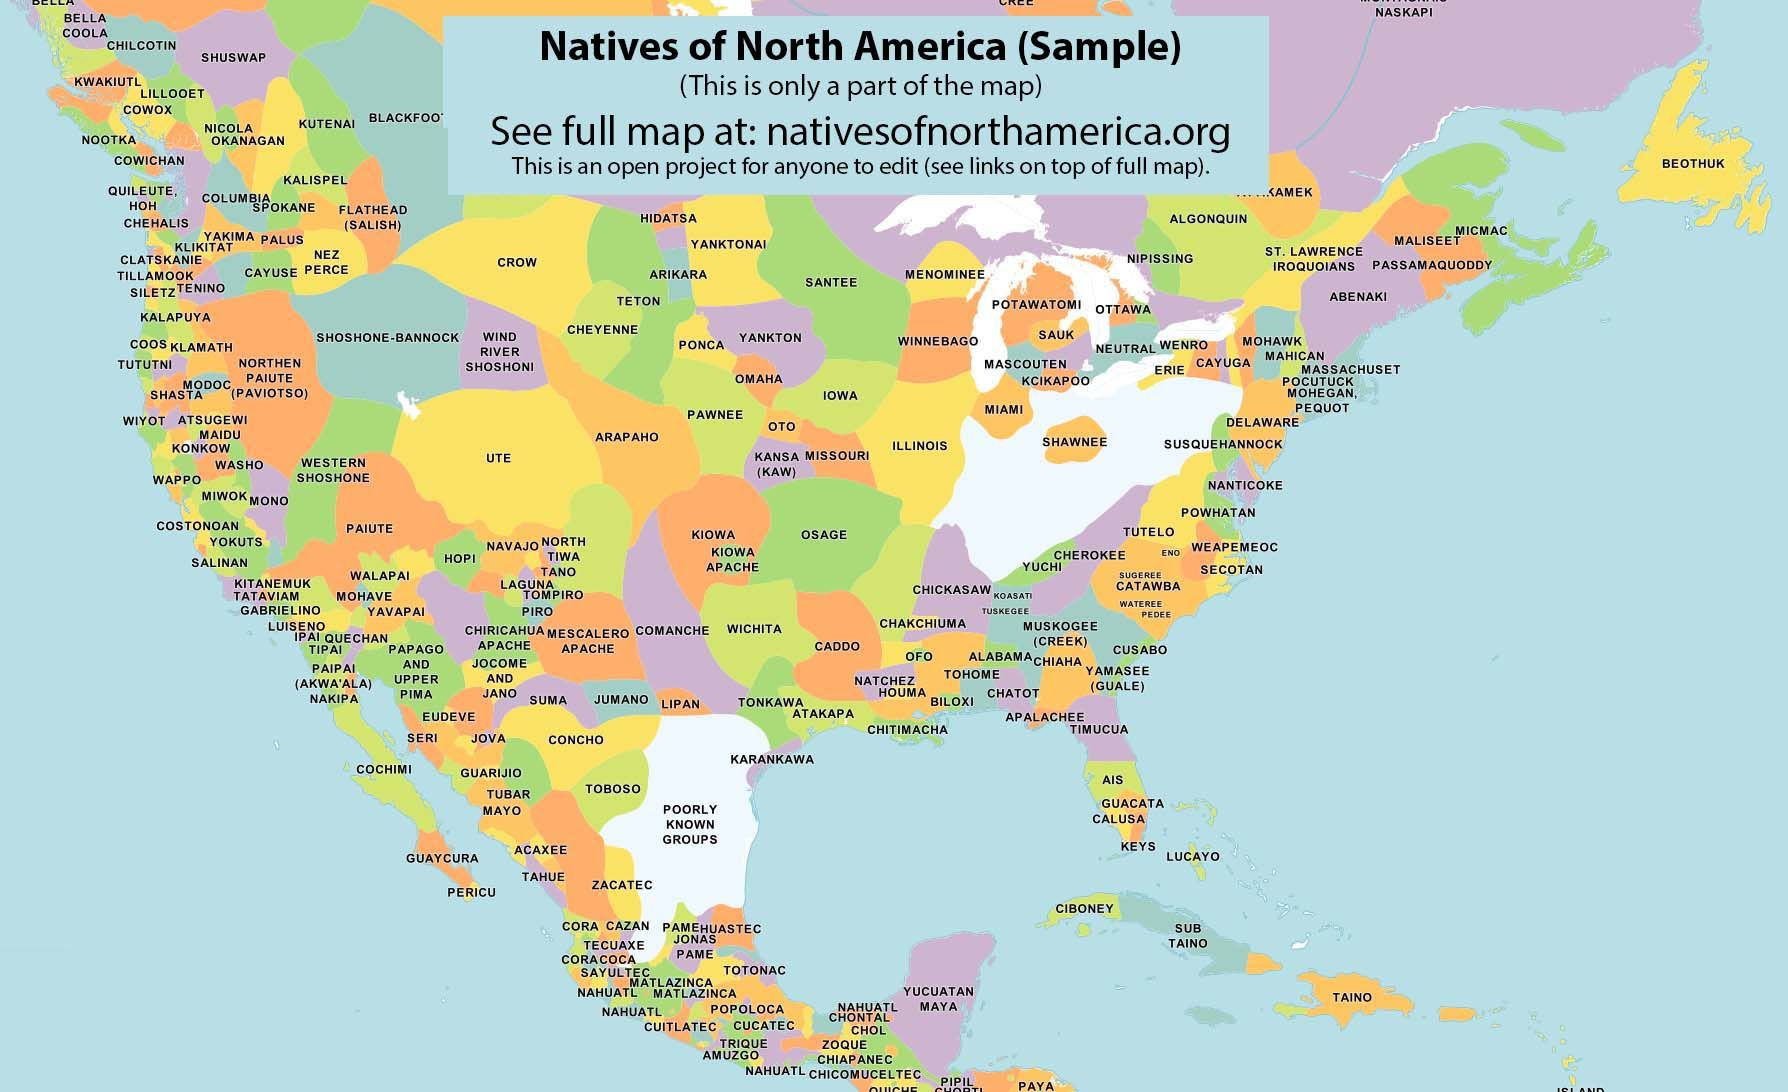 BELLA
BELLA
COOLA
CHILCOTIN
SHUSWAP
CREE
NASKAPI
Natives of North America (Sample)
(This is only a part of the map)
See full map at: nativesofnorthamerica.org
This is an open project for anyone to edit (see links on top of full map).
KWAKIUTL
LILLOOET
COWOX
NOOTKA
NICOLA
OKANAGAN
KUTENAI
BLACKFOOT
COWICHAN
BEOTHUK
QUILEUTE,
HOH
COLUMBIA
KALISPEL
SPOKANE
CHEHALIS
FLATHEAD
(SALISH)
HIDATSA
ALGONQUIN
MICMAC
MALISEET
YAKIMA
PALUS
KLIKITAT
CLATSKANIE
NEZ
PERCE
CROW
YANKTONAI
NIPISSING
ST. LAWRENCE
IROQUOIANS
PASSAMAQUODDY
TILLAMOOK
CAYUSE
ARIKARA
SANTEE
MENOMINEE
SILETZ
TENINO
ABENAKI
TETON
POTAWATOMI
OTTAWA
KALAPUYA
CHEYENNE
SHOSHONE-BANNOCK
WIND
RIVER
SHOSHONI
PONCA
YANKTON
WINNEBAGO
SAUK
NEUTRAL
WENRO
MOHAWK
MAHICAN
COOS
KLAMATH
TUTUTNI
NORTHEN
PAIUTE
(PAVIOTSO)
MASCOUTEN
KCIKAPOO
ERIE
CAYUGA
MASSACHUSET
POCUTUCK
MOHEGAN,
PEQUOT
MODOC
SHASTA
OMAHA
IOWA
MIAMI
WIYOT
ATSUGEWI
MAIDU
KONKOW
PAWNEE
OTO
ARAPAHO
ILLINOIS
SHAWNEE
DELAWARE
SUSQUEHANNOCK
WASHO
WESTERN
SHOSHONE
UTE
KANSA
(KAW)
MISSOURI
WAPPO
MIWOK
MONO
NANTICOKE
POWHATAN
COSTONOAN
YOKUTS
PAIUTE
KIOWA
KIOWA
APACHE
OSAGE
TUTELO
SALINAN
HOPI
NAVAJO
NORTH
TIWA
TANO
CHEROKEE
ENO
WEAPEMEOC
YUCHI
SECOTAN
KITANEMUK
TATAVIAM
WALAPAI
LAGUNA
TOMPIRO
CHICKASAW
KOASATI
SUGEREE
CATAWBA
GABRIELINO
MOHAVE
YAVAPAI
PIRO
TUSKEGEE
WATEREE
PEDEE
LUISENO
IPAI
QUECHAN
TIPAI
CHIRICAHUA
APACHE
MESCALERO
APACHE
COMANCHE
WICHITA
CHAKCHIUMA
MUSKOGEE
(CREEK)
PAPAGO
AND
UPPER
PIMA
CADDO
OFO
ALABAMA
CHIAHA
CUSABO
PAIPAI
(AKWA'ALA)
NAKIPA
JOCOME
AND
JANO
NATCHEZ
HOUMA
TOHOME
CHATOT
YAMASEE
(GUALE)
SUMA
JUMANO
LIPAN
TONKAWA
ATAKAPA
BILOXI
EUDEVE
APALACHEE
TIMUCUA
SERI
JOVA
CONCHO
CHITIMACHA
KARANKAWA
COCHIMI
GUARIJIO
TOBOSO
AIS
TUBAR
MAYO
POORLY
KNOWN
GROUPS
GUACATA
CALUSA
KEYS
LUCAYO
GUAYCURA
ACAXEE
PERICU
TAHUE
ZACATEC
CIBONEY
CORA
CAZAN
PAME
HUASTEC
SUB
TAINO
TECUAXE
JONAS
PAME
CORA
COCA
SAYULTEC
TOTONAC
MATLAZINCA
MATLAZINCA
NAHUATL
YUCUATAN
MAYA
TAINO
NAHUATL
POPOLOCA
NAHUATL
CHONTAL
CHOL
CUITLATEC
CUCATEC
TRIQUE
AMUZGO
ZOQUE
CHIAPANEC
NAHUATL
CHICOMUCELTEC
PIPIL
CHORTI
QUICHE
PAYA
ISLAND